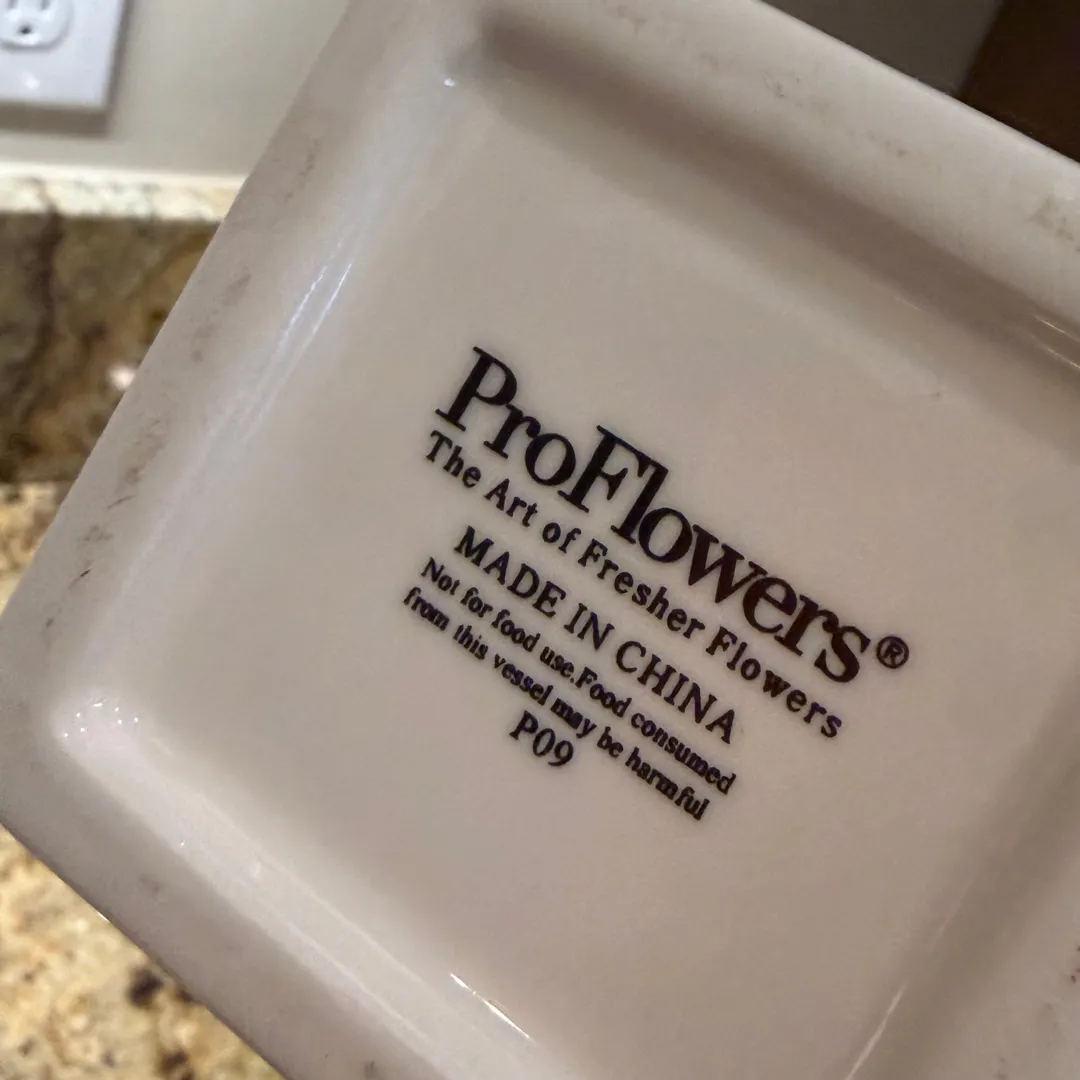 ProFlowers®
The Art of Fresher Flowers
MADE IN CHINA
Not for food use.Food consumed
from this vessel may be harmful
P09